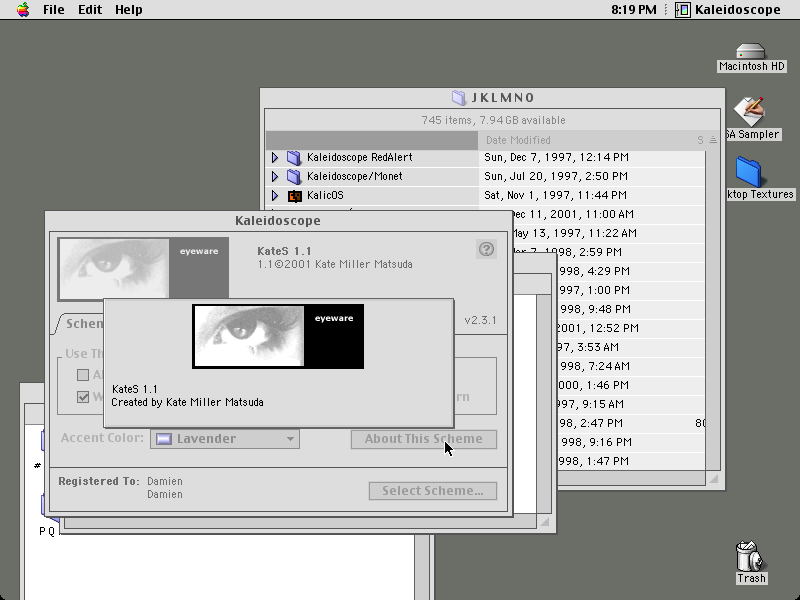 File Edit Help
8:19 PM Kaleidoscope
Macintosh HD
SA Sampler
ktop Textures
Trash
JKLMNO
745 items, 7.94 GB available
Date Modified S
Kaleidoscope RedAlert Sun, Dec 7, 1997, 12:14 PM
Kaleidoscope/Monet Sun, Jul 20, 1997, 2:50 PM
KalicOS Sat, Nov 1, 1997, 11:44 PM
Dec 11, 2001, 11:00 AM
May 13, 1997, 11:22 AM
7, 1998, 2:59 PM
998, 4:29 PM
997, 1:00 PM
998, 9:48 PM
2001, 12:52 PM
97, 3:53 AM
998, 7:24 AM
000, 1:46 PM
997, 9:15 AM
98, 2:47 PM 80
998, 9:16 PM
998, 1:47 PM
Kaleidoscope
eyeware
KateS 1.1
1.1©2001 Kate Miller Matsuda
?
Schem
v2.3.1
Use Th
A
W
rn
eyeware
KateS 1.1
Created by Kate Miller Matsuda
Accent Color: Lavender
About This Scheme
Registered To: Damien
Damien
Select Scheme...
#
PQ